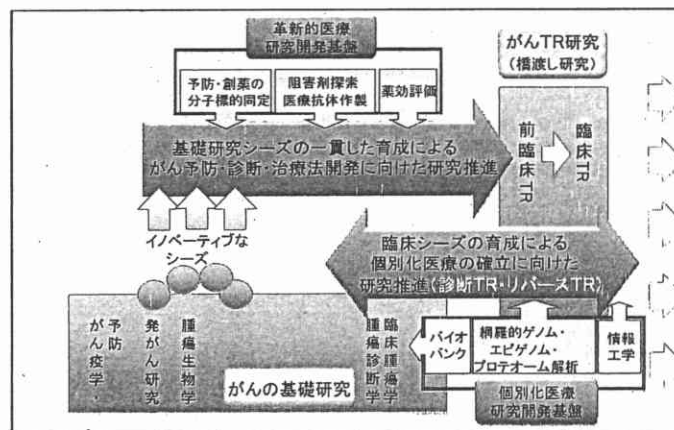 革新的医療
研究開発基盤
予防・創薬の
分子標的同定
阻害剤探索
医療抗体作製
薬効評価
がんTR研究
(橋渡し研究)
基礎研究シーズの一貫した育成による
がん予防・診断・治療法開発に向けた研究推進
前臨床TR
臨床TR
イノベーティブな
シーズ
臨床シーズの育成による
個別化医療の確立に向けた
研究推進(診断TR・リバースTR)
がん疫学・
予防
発がん研究
腫瘍生物学
がんの基礎研究
腫瘍診断学
臨床腫瘍学
バイオ
バンク
網羅的ゲノム・
エピゲノム・
プロテオーム解析
情報
工学
個別化医療
研究開発基盤